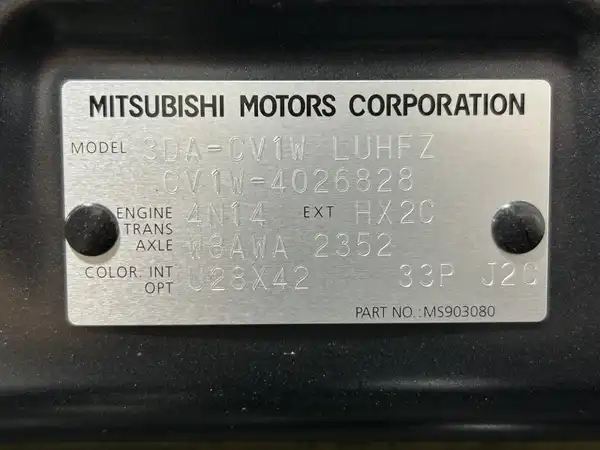 MITSUBISHI MOTORS CORPORATION
MODEL 3DA-CV1W LUHFZ
CV1W-4026828
ENGINE 4N14 EXT HX2C
TRANS
AXLE W8AWA 2352
COLOR. INT U28X42 33P J2C
OPT
PART NO.:MS903080